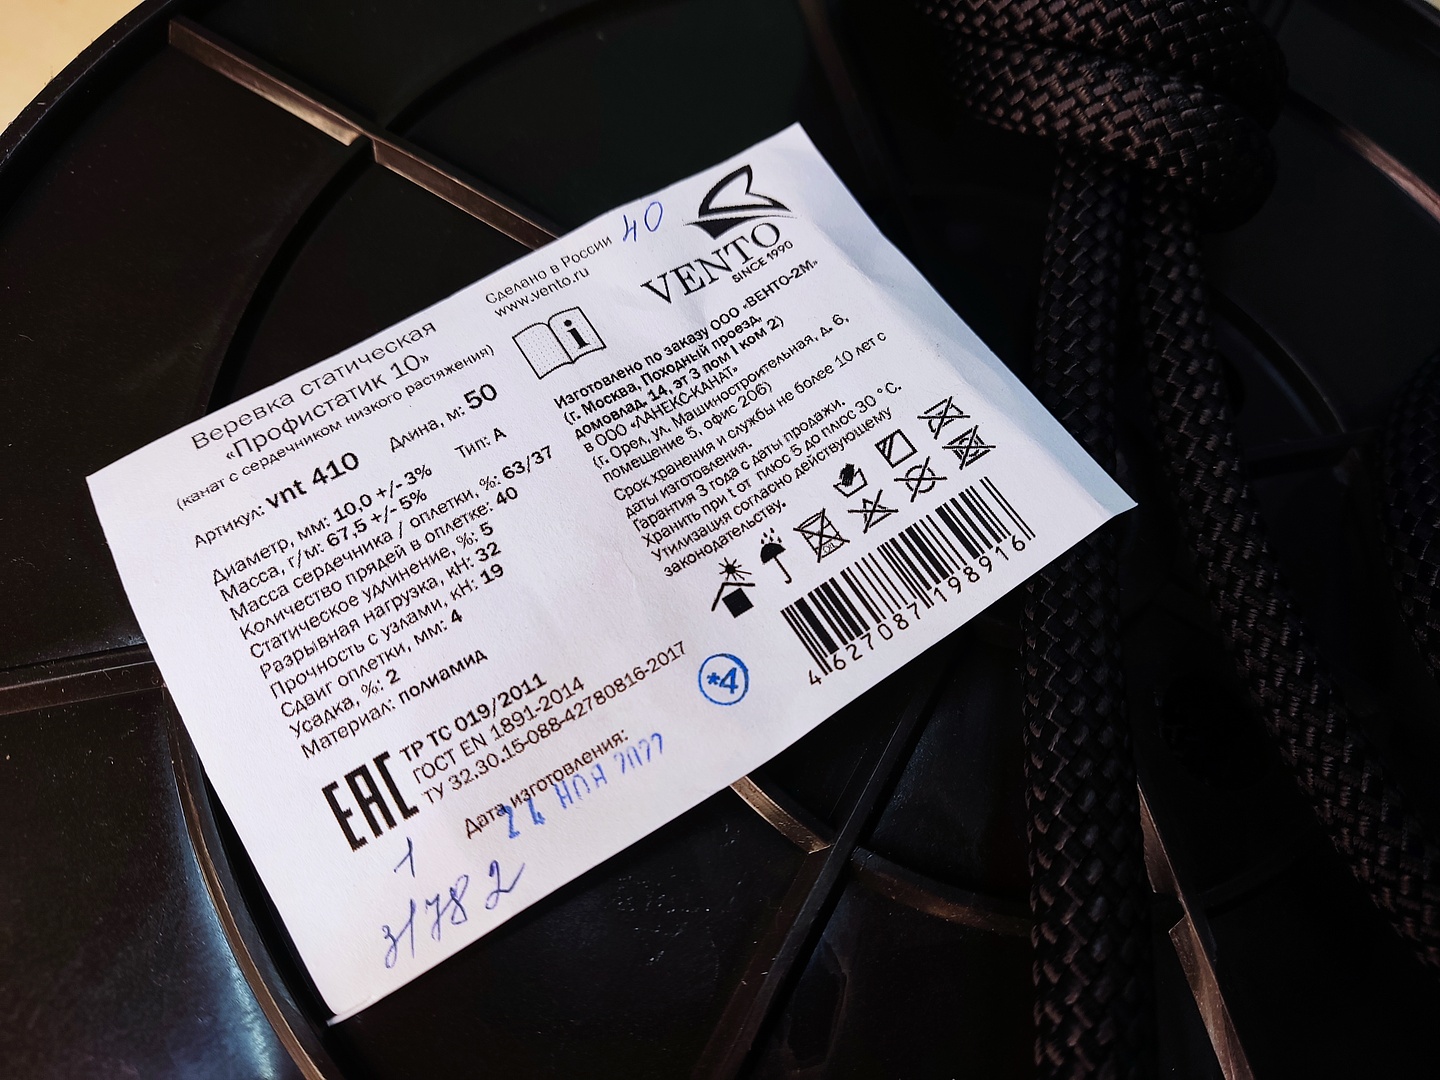 Веревка статическая
«Профистатик 10»
(канат с сердечником низкого растяжения)
Артикул: vnt 410 Длина, м: 50
Диаметр, мм: 10,0 +/-3% Тип: А
Масса, г/м: 67,5 +/-5%
Масса сердечника / оплетки, %: 63/37
Количество прядей в оплетке: 40
Статическое удлинение, %: 5
Разрывная нагрузка, кН: 32
Прочность с узлами, кН: 19
Сдвиг оплетки, мм: 4
Усадка, %: 2
Материал: полиамид
EAC
ТР ТС 019/2011
ГОСТ EN 1891-2014
ТУ 32.30.15-088-42780816-2017
Дата изготовления:
1
Сделано в России
www.vento.ru
40
VENTO
SINCE 1990
i
Изготовлено по заказу ООО «ВЕНТО-2М»
(г. Москва, Походный проезд,
домовлад, 14, эт 3 пом I ком 2)
в ООО «ЛАНЕКС-КАНАТ»
(г. Орел, ул. Машиностроительная, д. 6,
помещение 5, офис 206)
Срок хранения и службы не более 10 лет с
даты изготовления.
Гарантия 3 года с даты продажи.
Хранить при t от плюс 5 до плюс 30 °C.
Утилизация согласно действующему
законодательству.
OIL
4627087198916
*4